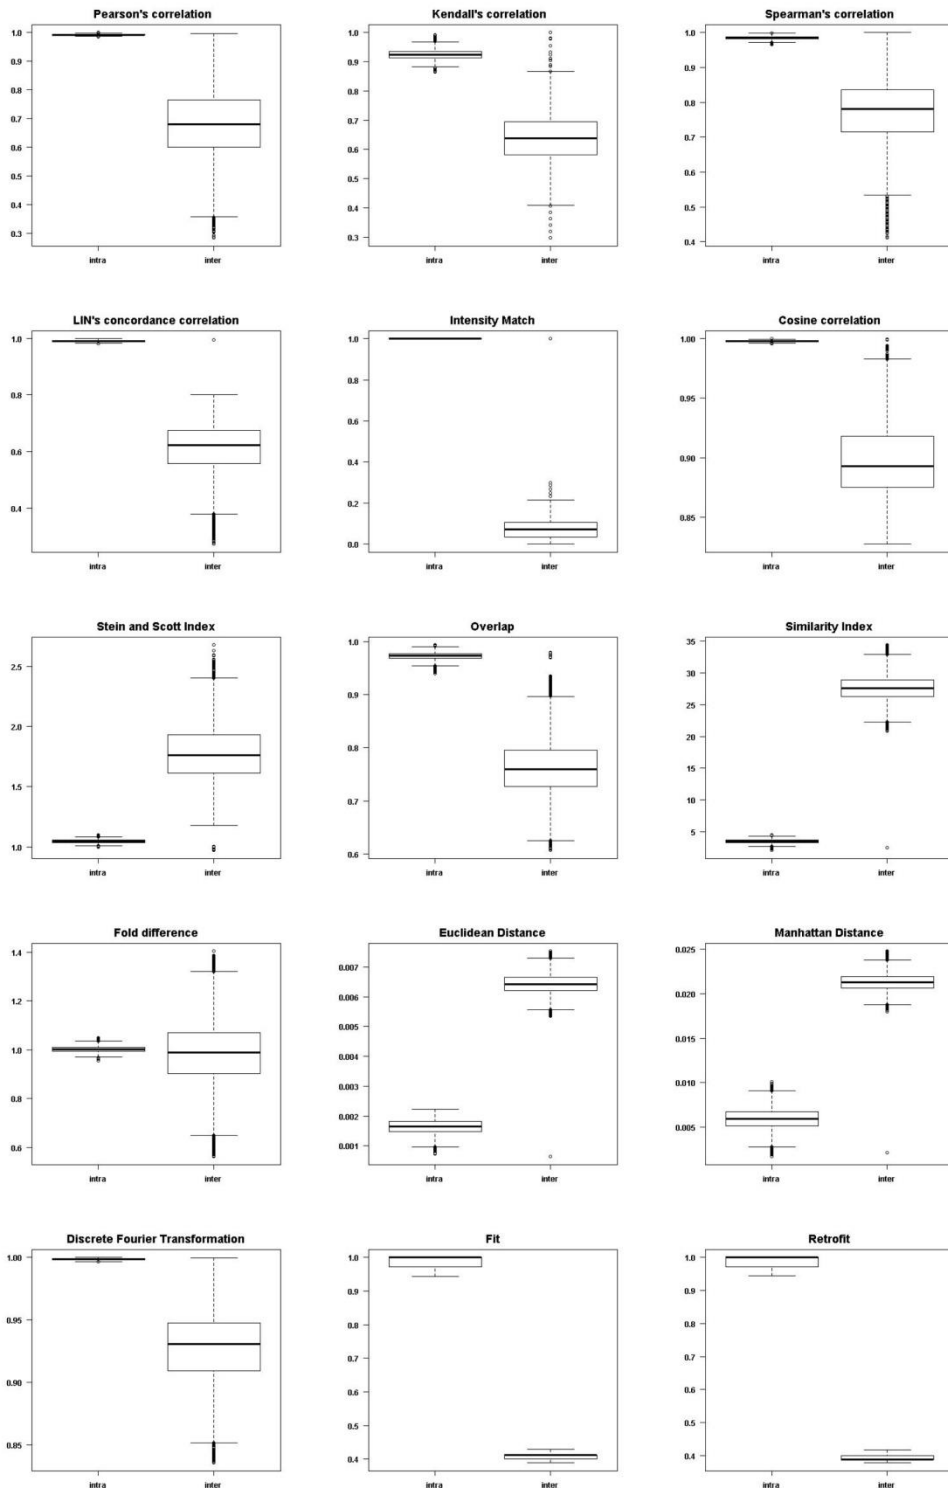 Pearson's correlation
1.0
0.9
0.8
0.7
0.6
0.5
0.4
0.3
intra inter
Kendall's correlation
1.0
0.9
0.8
0.7
0.6
0.5
0.4
0.3
intra inter
Spearman's correlation
1.0
0.9
0.8
0.7
0.6
0.5
0.4
intra inter
LIN's concordance correlation
1.0
0.8
0.6
0.4
intra inter
Intensity Match
1.0
0.8
0.6
0.4
0.2
0.0
intra inter
Cosine correlation
1.00
0.95
0.90
0.85
intra inter
Stein and Scott Index
2.5
2.0
1.5
1.0
intra inter
Overlap
1.0
0.9
0.8
0.7
0.6
intra inter
Similarity Index
35
30
25
20
15
10
5
intra inter
Fold difference
1.4
1.2
1.0
0.8
0.6
intra inter
Euclidean Distance
0.007
0.006
0.005
0.004
0.003
0.002
0.001
intra inter
Manhattan Distance
0.025
0.020
0.015
0.010
0.005
intra inter
Discrete Fourier Transformation
1.00
0.95
0.90
0.85
intra inter
Fit
1.0
0.9
0.8
0.7
0.6
0.5
0.4
intra inter
Retrofit
1.0
0.9
0.8
0.7
0.6
0.5
0.4
intra inter